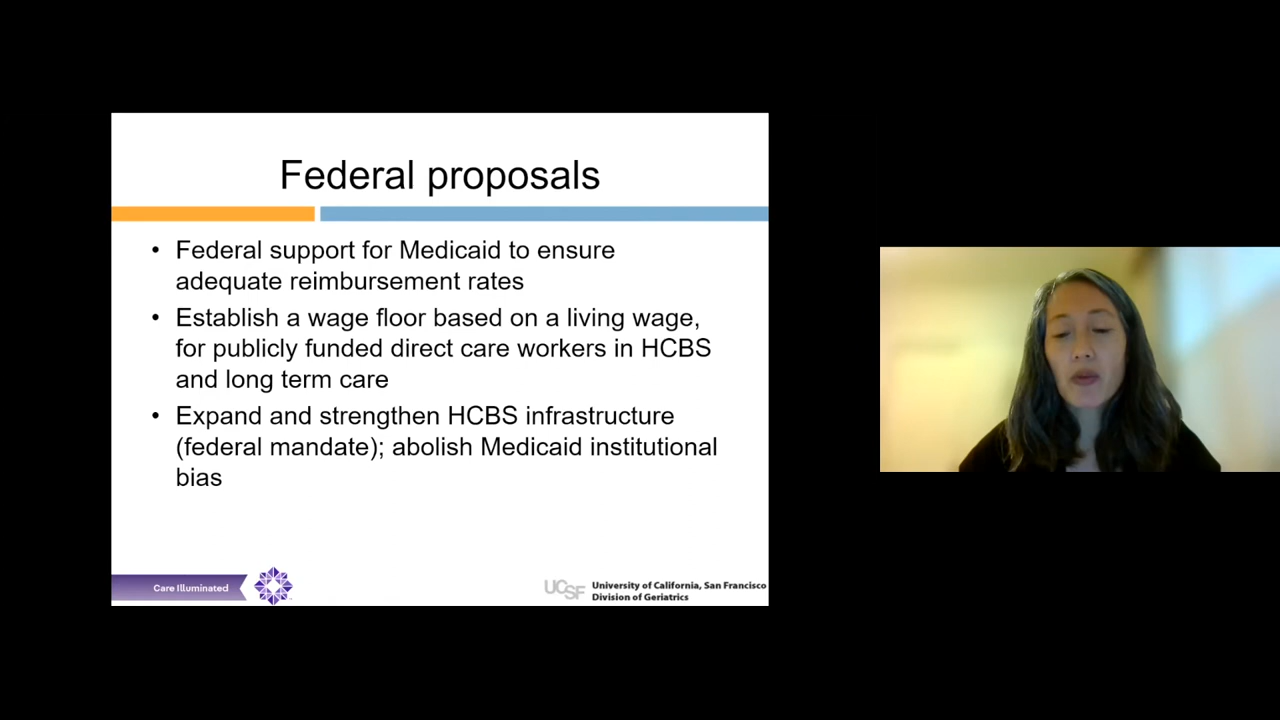 Federal proposals
• Federal support for Medicaid to ensure
adequate reimbursement rates
• Establish a wage floor based on a living wage,
for publicly funded direct care workers in HCBS
and long term care
• Expand and strengthen HCBS infrastructure
(federal mandate); abolish Medicaid institutional
bias
Care Illuminated
UCSF
University of California, San Francisco
Division of Geriatrics